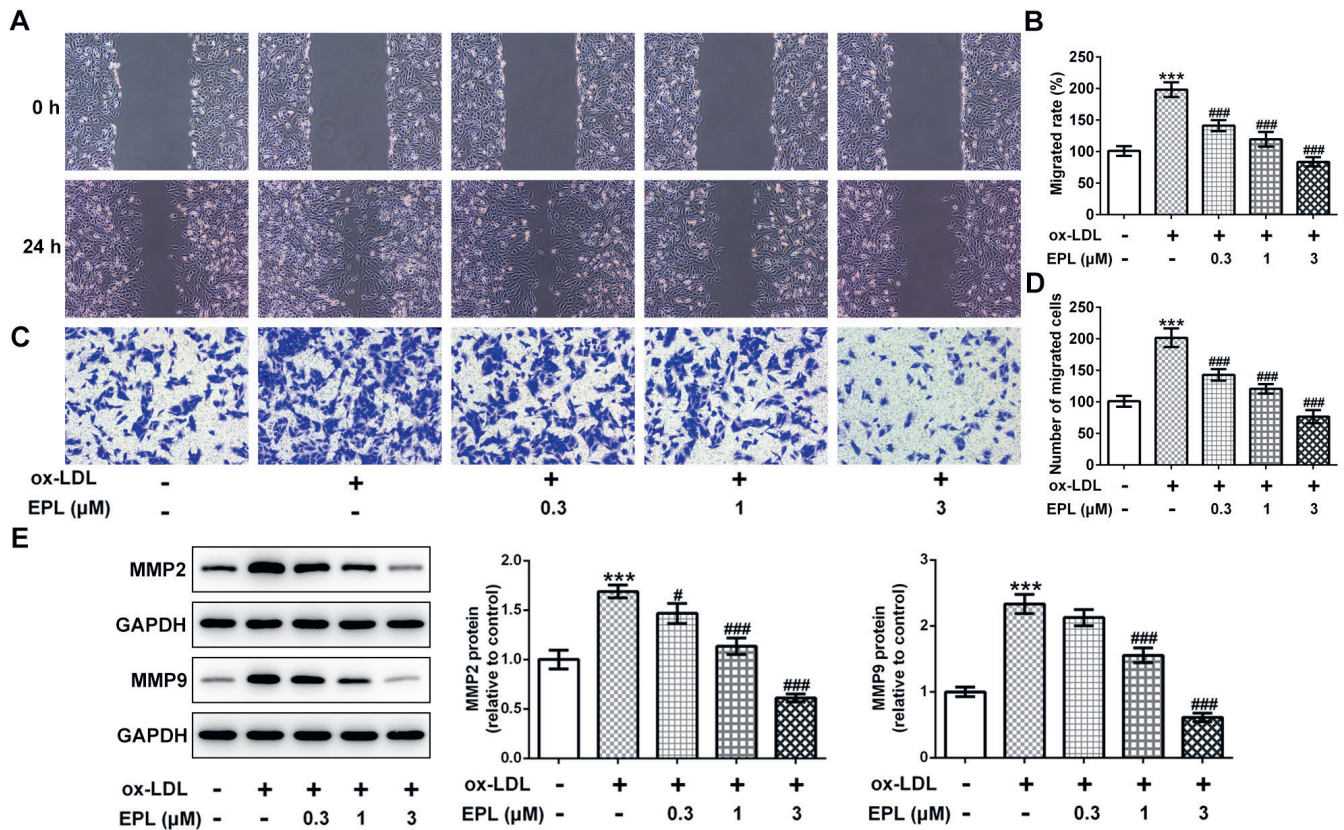 A
0 h
24 h
C
ox-LDL - + + + +
EPL (μM) - - 0.3 1 3
B
Migrated rate (%)
250
200
150
100
50
0
***
###
###
###
ox-LDL - + + + +
EPL (μM) - - 0.3 1 3
D
Number of migrated cells
250
200
150
100
50
0
***
###
###
###
ox-LDL - + + + +
EPL (μM) - - 0.3 1 3
E
MMP2
GAPDH
MMP9
GAPDH
ox-LDL - + + + +
EPL (μM) - - 0.3 1 3
MMP2 protein
(relative to control)
2.0
1.5
1.0
0.5
0.0
***
#
###
###
ox-LDL - + + + +
EPL (μM) - - 0.3 1 3
MMP9 protein
(relative to control)
3
2
1
0
***
###
###
ox-LDL - + + + +
EPL (μM) - - 0.3 1 3